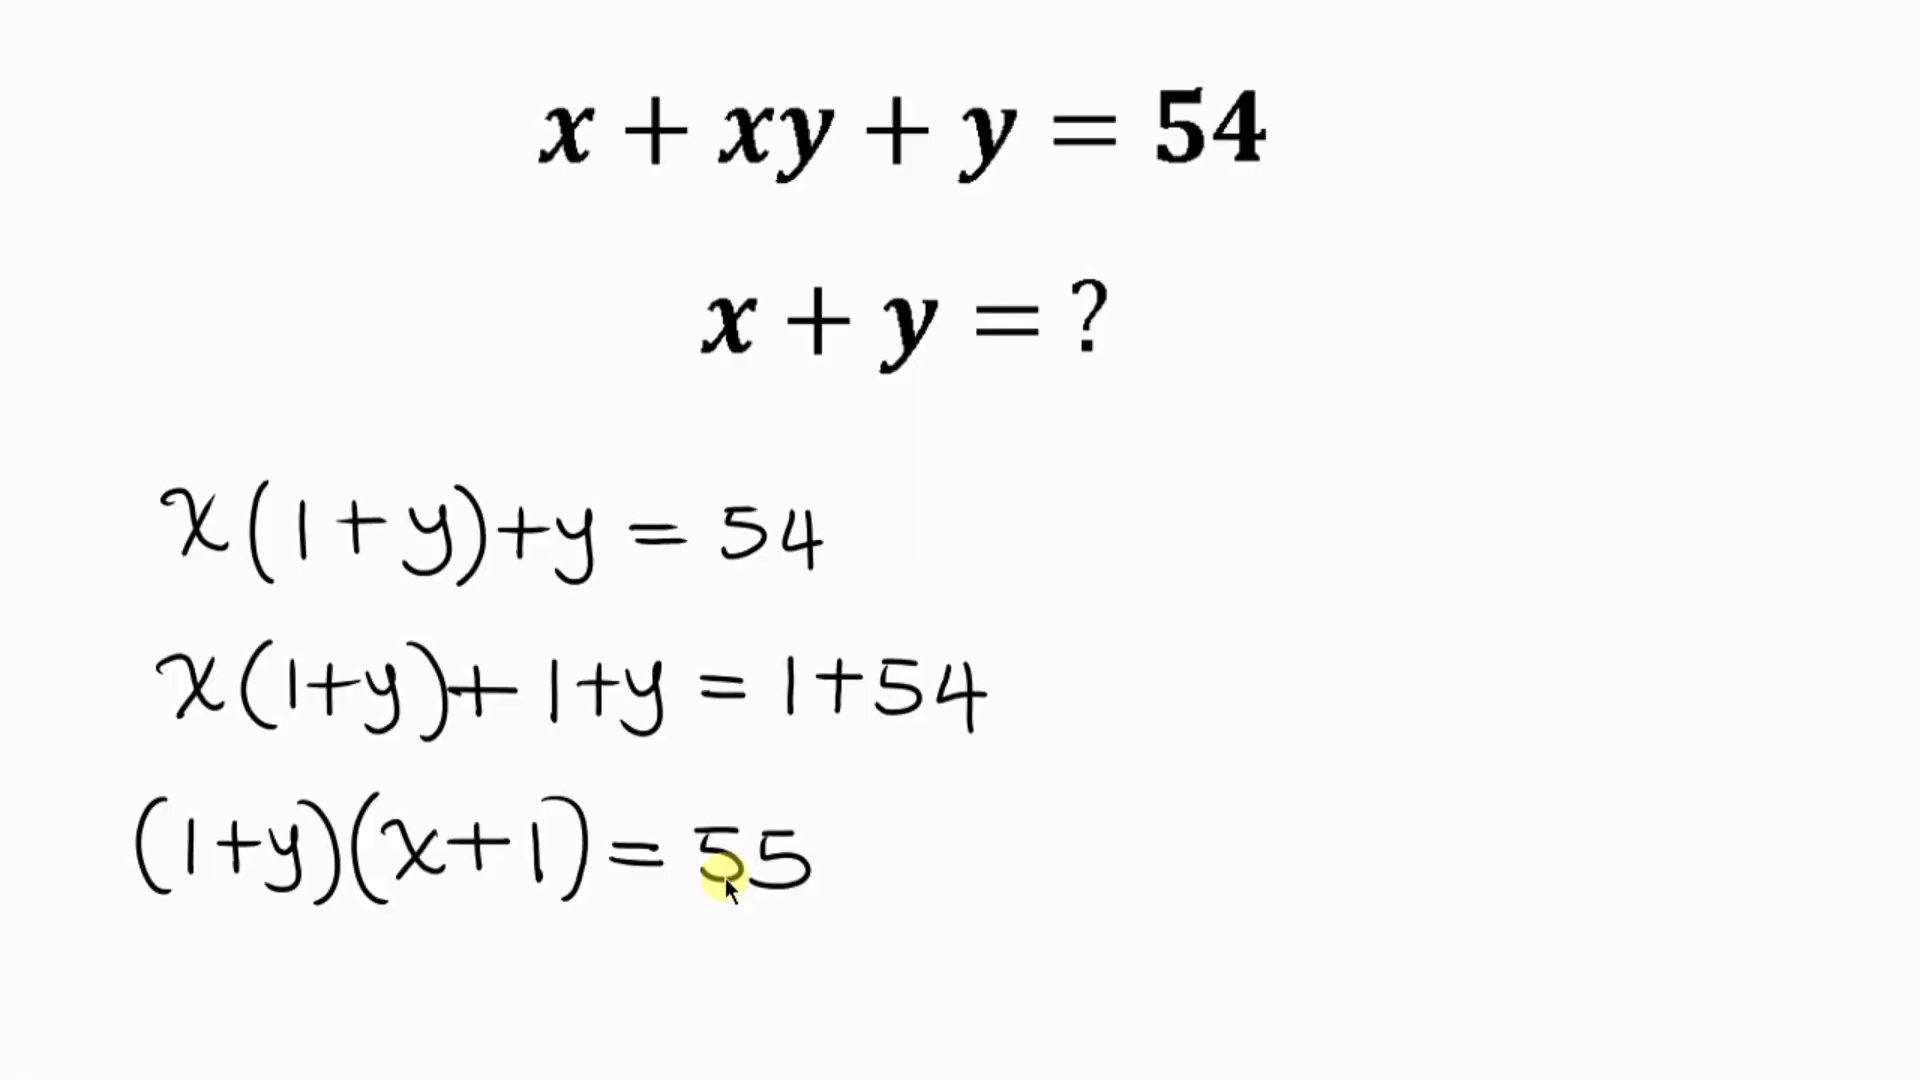 x + xy + y = 54
x + y = ?
x(1+y)+y = 54
x(1+y)+ 1+y = 1+54
(1+y)(x+1) = 55